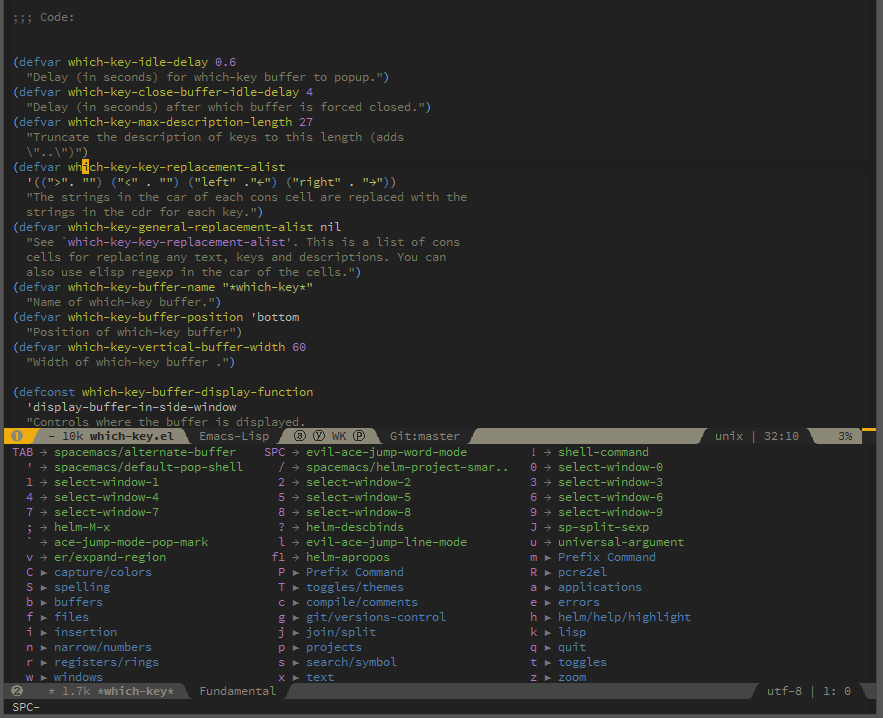 ;;; Code:
(defvar which-key-idle-delay 0.6
"Delay (in seconds) for which-key buffer to popup.")
(defvar which-key-close-buffer-idle-delay 4
"Delay (in seconds) after which buffer is forced closed.")
(defvar which-key-max-description-length 27
"Truncate the description of keys to this length (adds
\"..\")")
(defvar which-key-key-replacement-alist
'((">". "") ("<" . "") ("left" ."←") ("right" . "→"))
"The strings in the car of each cons cell are replaced with the
strings in the cdr for each key.")
(defvar which-key-general-replacement-alist nil
"See `which-key-key-replacement-alist'. This is a list of cons
cells for replacing any text, keys and descriptions. You can
also use elisp regexp in the car of the cells.")
(defvar which-key-buffer-name "*which-key*"
"Name of which-key buffer.")
(defvar which-key-buffer-position 'bottom
"Position of which-key buffer")
(defvar which-key-vertical-buffer-width 60
"Width of which-key buffer .")
(defconst which-key-buffer-display-function
'display-buffer-in-side-window
"Controls where the buffer is displayed.
➊ - 10k which-key.el Emacs-Lisp ⓐ ⓨ WK Ⓟ Git:master unix | 32:10 3%
TAB → spacemacs/alternate-buffer SPC → evil-ace-jump-word-mode ! → shell-command
' → spacemacs/default-pop-shell / → spacemacs/helm-project-smar.. 0 → select-window-0
1 → select-window-1 2 → select-window-2 3 → select-window-3
4 → select-window-4 5 → select-window-5 6 → select-window-6
7 → select-window-7 8 → select-window-8 9 → select-window-9
; → helm-M-x ? → helm-descbinds J → sp-split-sexp
` → ace-jump-mode-pop-mark l → evil-ace-jump-line-mode u → universal-argument
v → er/expand-region f1 → helm-apropos m ▸ Prefix Command
C ▸ capture/colors P ▸ Prefix Command R ▸ pcre2el
S ▸ spelling T ▸ toggles/themes a ▸ applications
b ▸ buffers c ▸ compile/comments e ▸ errors
f ▸ files g ▸ git/versions-control h ▸ helm/help/highlight
i ▸ insertion j ▸ join/split k ▸ lisp
n ▸ narrow/numbers p ▸ projects q ▸ quit
r ▸ registers/rings s ▸ search/symbol t ▸ toggles
w ▸ windows x ▸ text z ▸ zoom
➋ * 1.7k *which-key* Fundamental utf-8 | 1: 0
SPC-